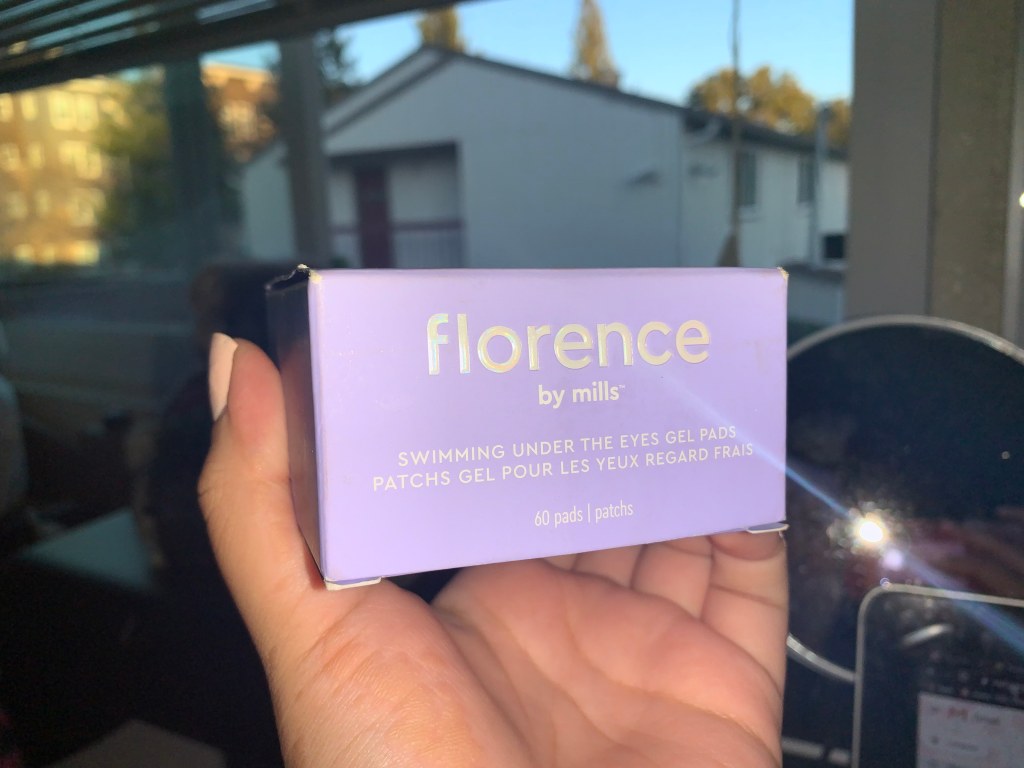 florence
by mills™
SWIMMING UNDER THE EYES GEL PADS
PATCHS GEL POUR LES YEUX REGARD FRAIS
60 pads | patchs